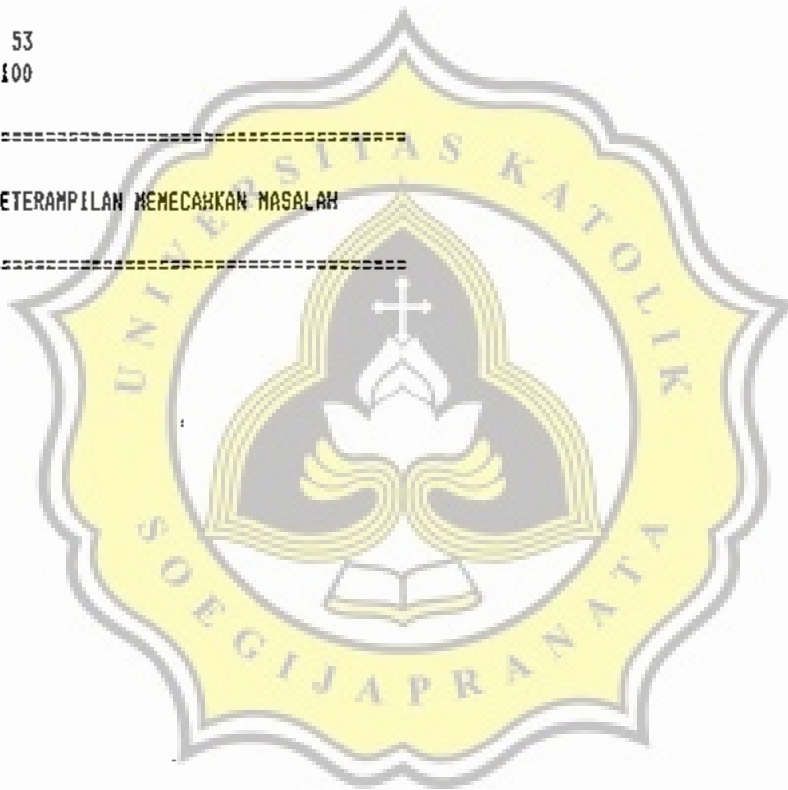 53
100
==========================================
ETERAMPILAN MEMECAHKAN MASALAH
==========================================
UNIVERSITAS KATOLIK
SOEGIJAPRANATA